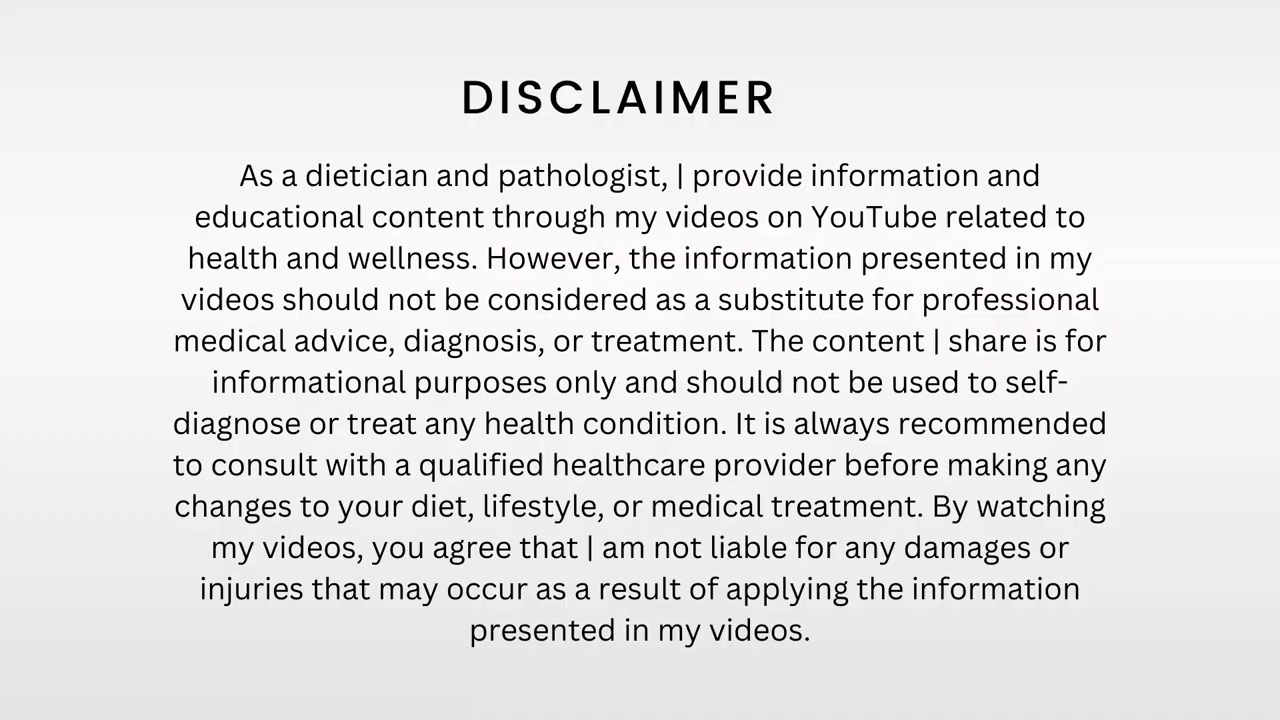 DISCLAIMER
As a dietician and pathologist, | provide information and
educational content through my videos on YouTube related to
health and wellness. However, the information presented in my
videos should not be considered as a substitute for professional
medical advice, diagnosis, or treatment. The content | share is for
informational purposes only and should not be used to self-
diagnose or treat any health condition. It is always recommended
to consult with a qualified healthcare provider before making any
changes to your diet, lifestyle, or medical treatment. By watching
my videos, you agree that | am not liable for any damages or
injuries that may occur as a result of applying the information
presented in my videos.